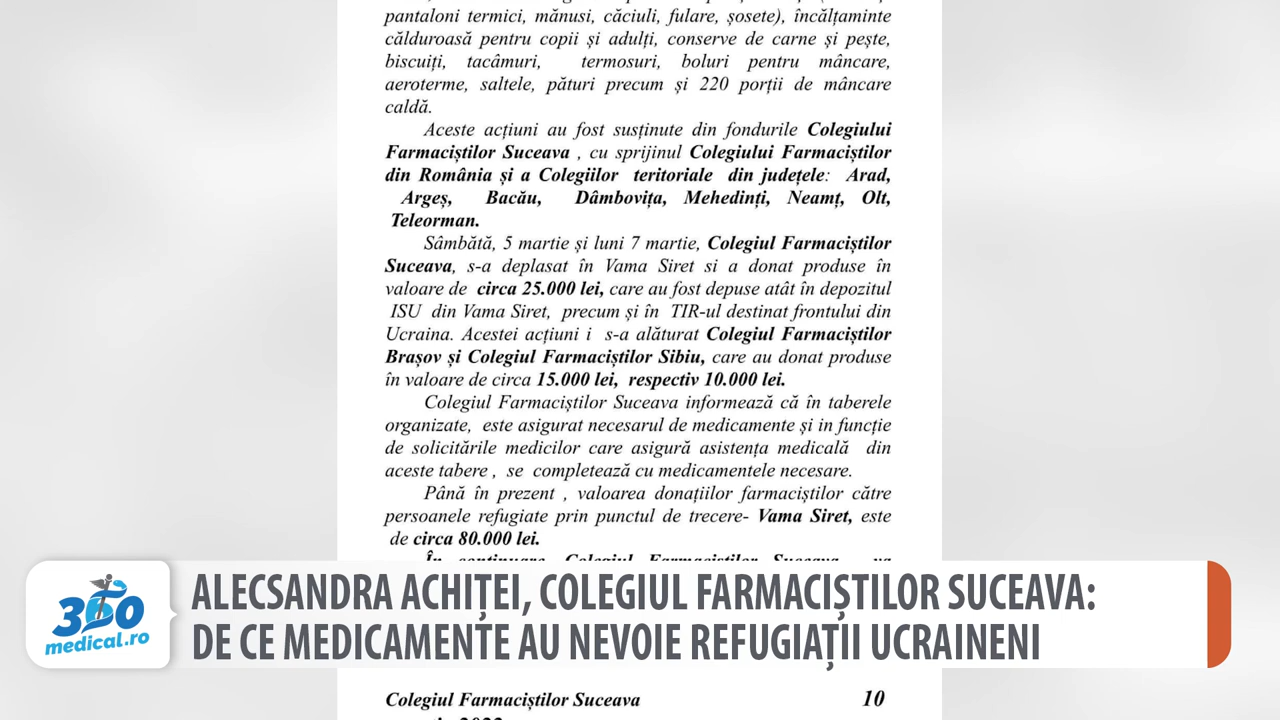 pantaloni termici, mănusi, căciuli, fulare, șosete), încălțaminte
călduroasă pentru copii și adulți, conserve de carne și pește,
biscuiți, tacâmuri, termosuri, boluri pentru mâncare,
aeroterme, saltele, pături precum și 220 porții de mâncare
caldă.
Aceste acțiuni au fost susținute din fondurile Colegiului
Farmaciștilor Suceava , cu sprijinul Colegiului Farmaciștilor
din România și a Colegiilor teritoriale din județele: Arad,
Argeș, Bacău, Dâmbovița, Mehedinți, Neamț, Olt,
Teleorman.
Sâmbătă, 5 martie și luni 7 martie, Colegiul Farmaciștilor
Suceava, s-a deplasat în Vama Siret si a donat produse în
valoare de circa 25.000 lei, care au fost depuse atât în depozitul
ISU din Vama Siret, precum și în TIR-ul destinat frontului din
Ucraina. Acestei acțiuni i s-a alăturat Colegiul Farmaciștilor
Brașov și Colegiul Farmaciștilor Sibiu, care au donat produse
în valoare de circa 15.000 lei, respectiv 10.000 lei.
Colegiul Farmaciștilor Suceava informează că în taberele
organizate, este asigurat necesarul de medicamente și in funcție
de solicitările medicilor care asigură asistența medicală din
aceste tabere , se completează cu medicamentele necesare.
Până în prezent , valoarea donațiilor farmaciștilor către
persoanele refugiate prin punctul de trecere- Vama Siret, este
de circa 80.000 lei.
În continuare, Colegiul Farmaciștilor Suceava va
360
medical.ro
ALECSANDRA ACHIȚEI, COLEGIUL FARMACIȘTILOR SUCEAVA:
DE CE MEDICAMENTE AU NEVOIE REFUGIAȚII UCRAINENI
Colegiul Farmaciștilor Suceava 10
2022